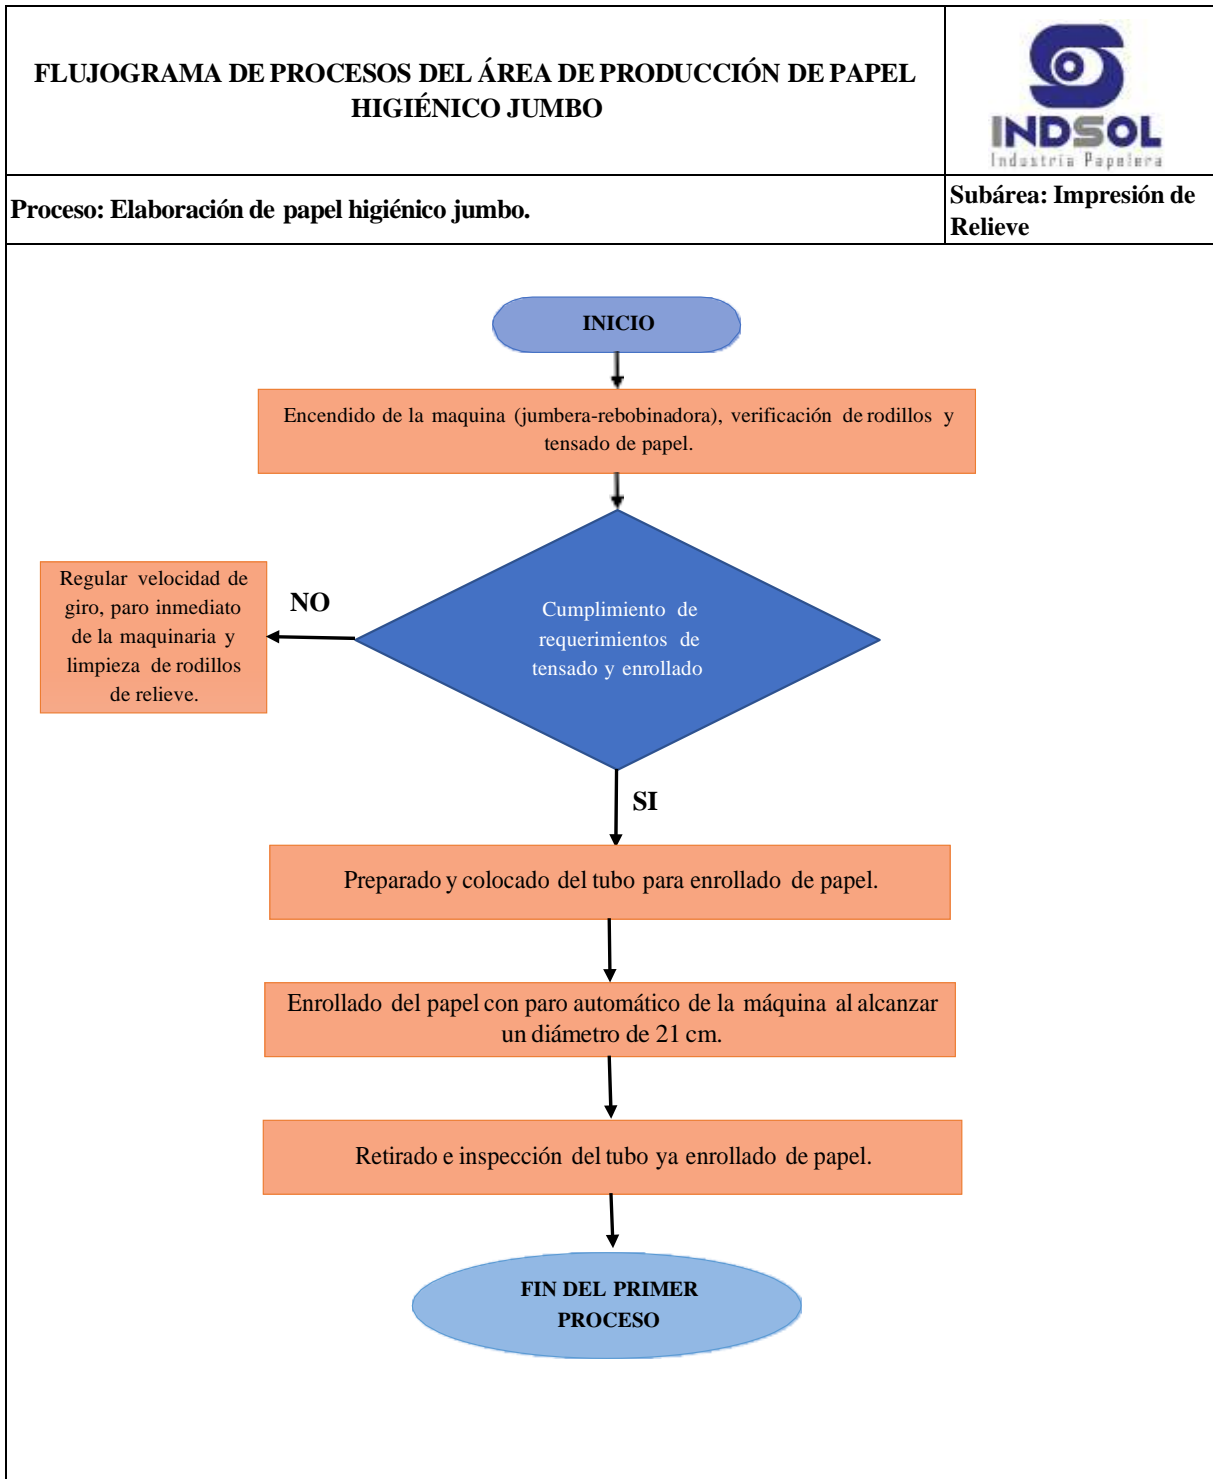 FLUJOGRAMA DE PROCESOS DEL ÁREA DE PRODUCCIÓN DE PAPEL
HIGIÉNICO JUMBO
INDSOL
Industria Papelera
Proceso: Elaboración de papel higiénico jumbo.
Subárea: Impresión de
Relieve
INICIO
Encendido de la maquina (jumbera-rebobinadora), verificación de rodillos y
tensado de papel.
Regular velocidad de
giro, paro inmediato
de la maquinaria y
limpieza de rodillos
de relieve.
NO
Cumplimiento de
requerimientos de
tensado y enrollado
SI
Preparado y colocado del tubo para enrollado de papel.
Enrollado del papel con paro automático de la máquina al alcanzar
un diámetro de 21 cm.
Retirado e inspección del tubo ya enrollado de papel.
FIN DEL PRIMER
PROCESO